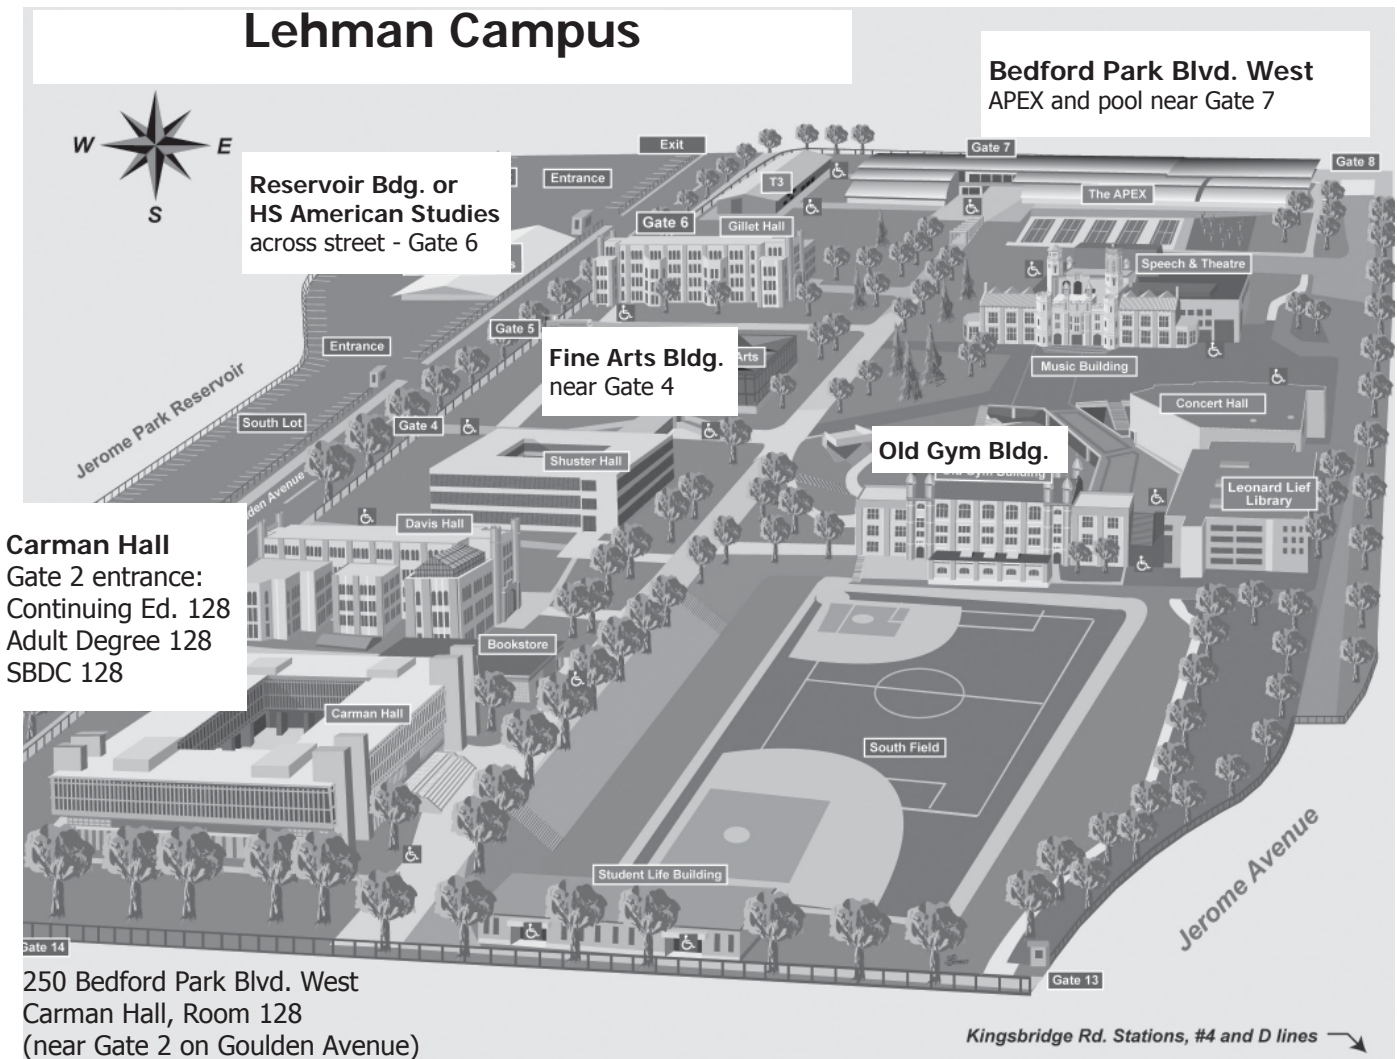 Lehman Campus
Bedford Park Blvd. West
APEX and pool near Gate 7
W
E
S
Exit
Gate 7
Gate 8
Entrance
T3
Reservoir Bdg. or
HS American Studies
across street - Gate 6
The APEX
Gate 6
Gillet Hall
Speech & Theatre
Gate 5
Entrance
Fine Arts Bldg.
near Gate 4
Arts
Music Building
Jerome Park Reservoir
South Lot
Gate 4
Concert Hall
Old Gym Bldg.
Shuster Hall
Leonard Lief
Library
Davis Hall
Carman Hall
Gate 2 entrance:
Continuing Ed. 128
Adult Degree 128
SBDC 128
Bookstore
Carman Hall
South Field
Student Life Building
Jerome Avenue
Gate 14
Gate 13
250 Bedford Park Blvd. West
Carman Hall, Room 128
(near Gate 2 on Goulden Avenue)
Kingsbridge Rd. Stations, #4 and D lines